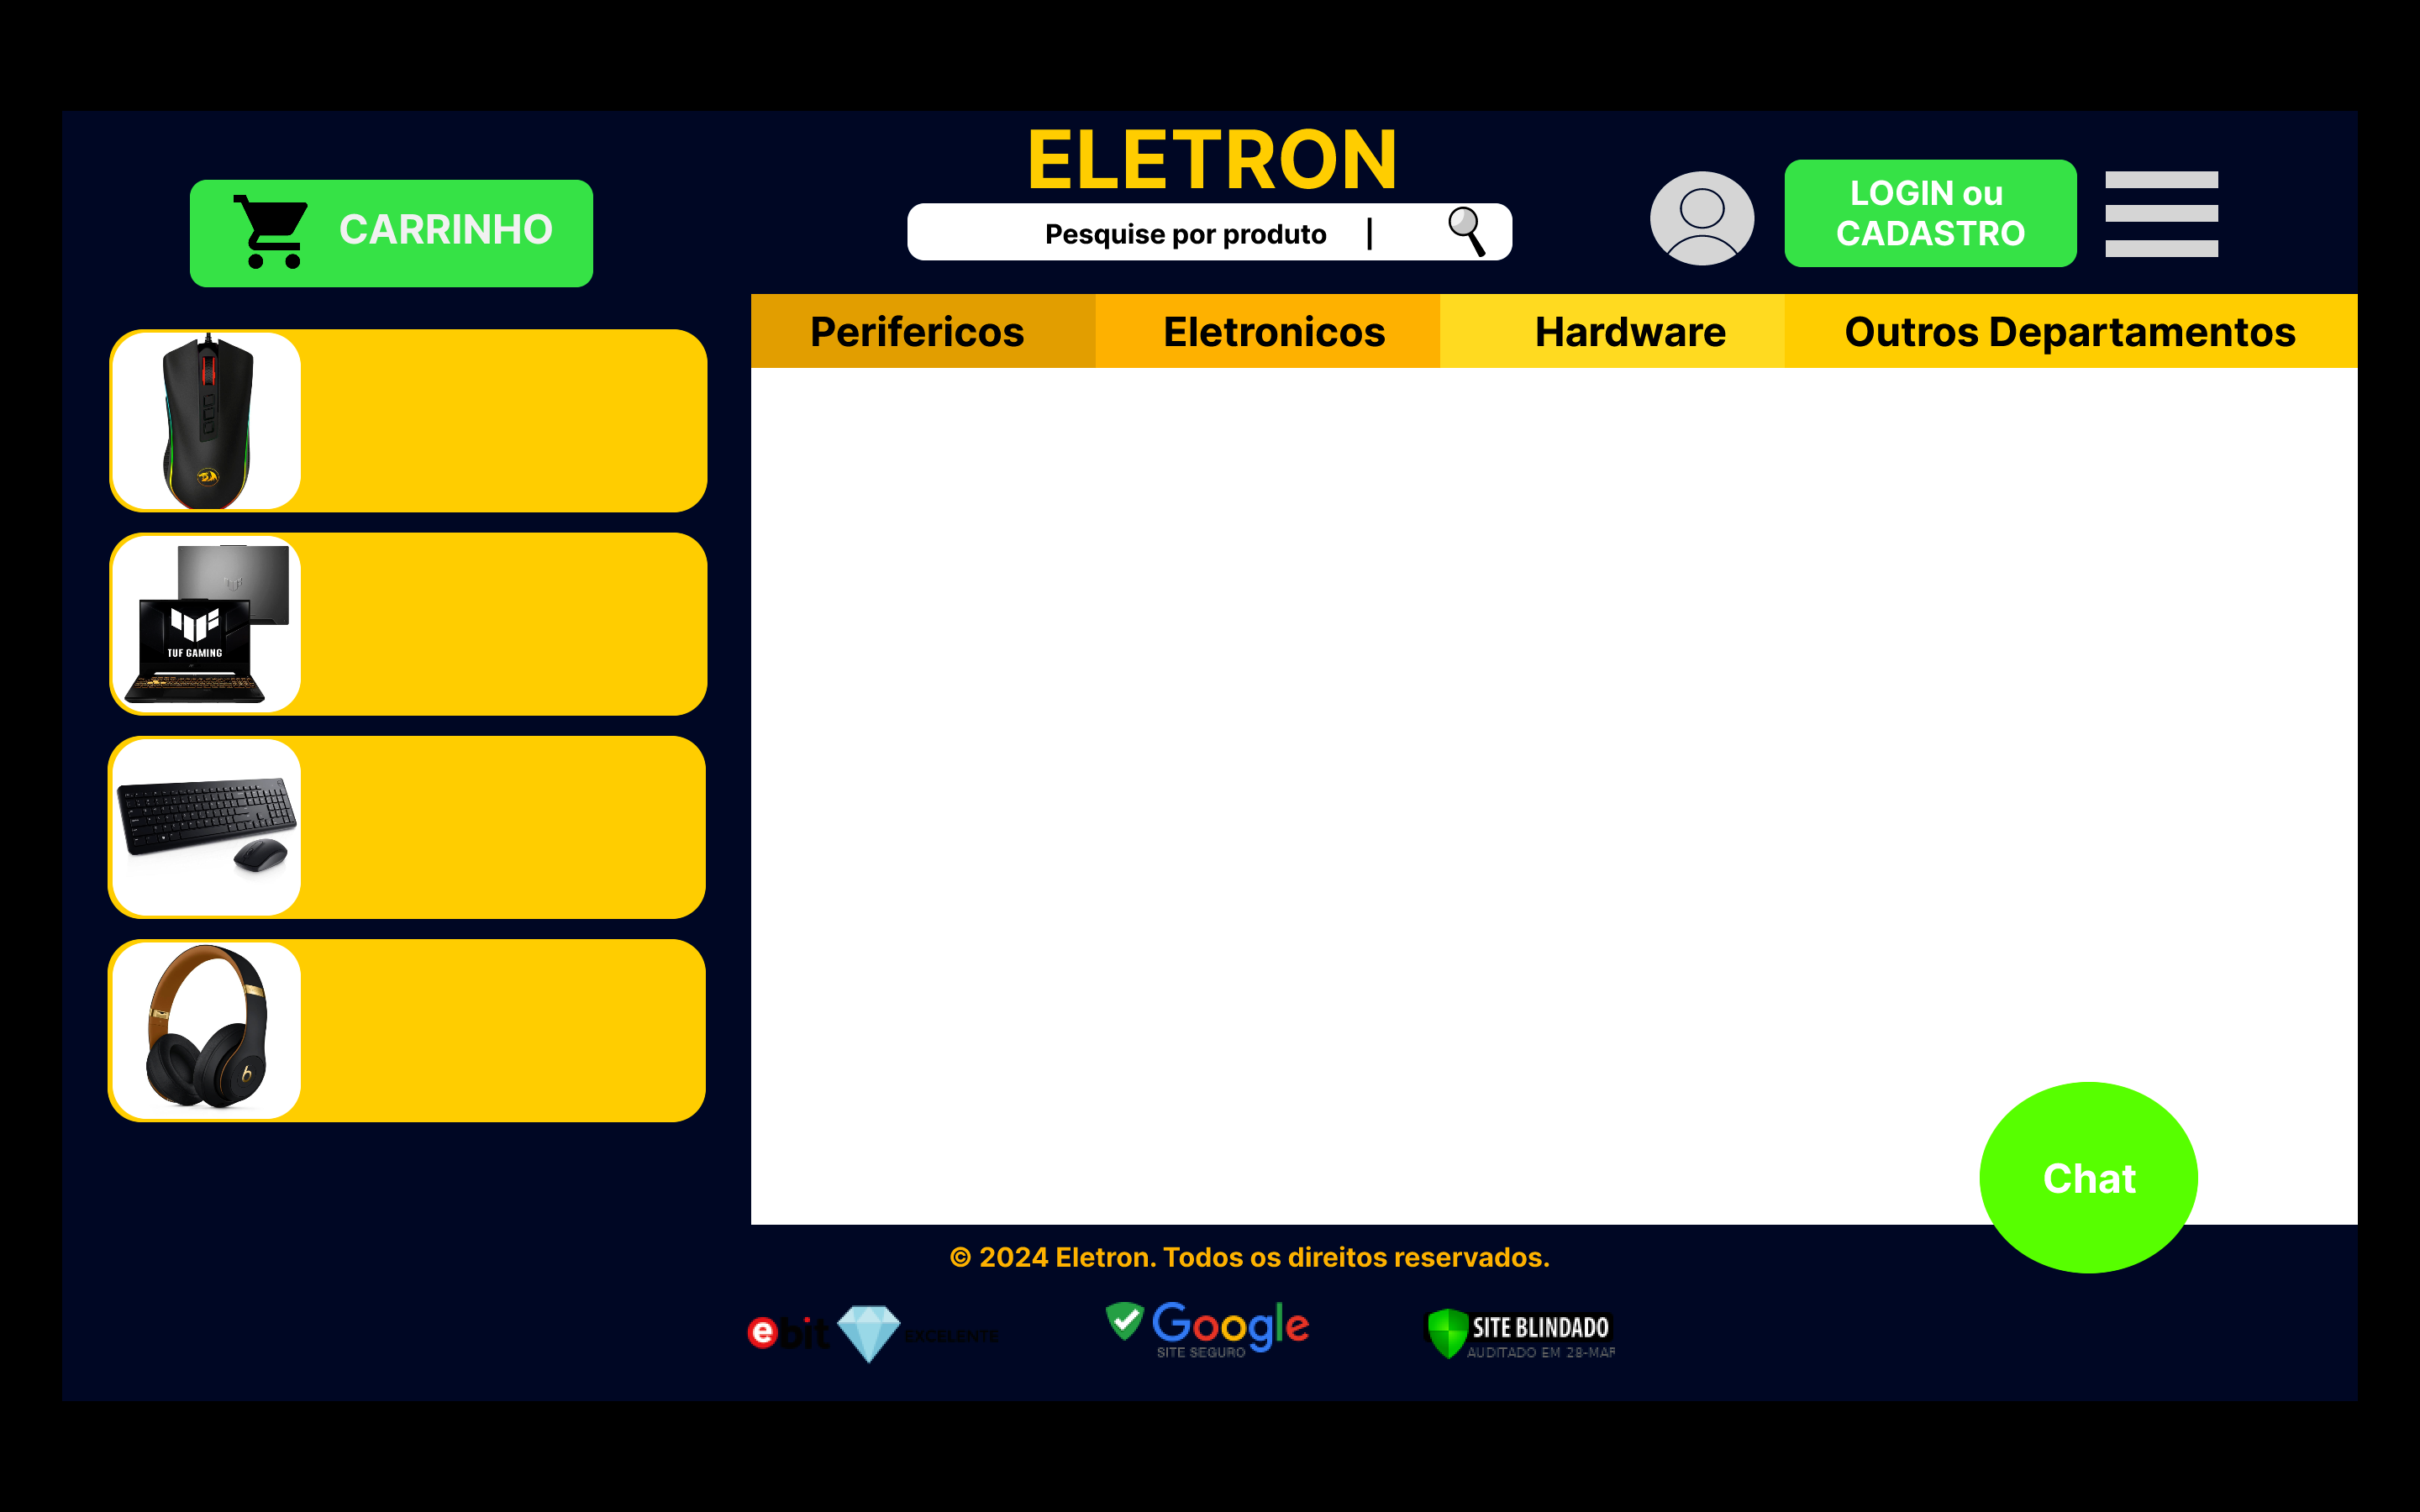 ELETRON
CARRINHO
Pesquise por produto |
LOGIN ou
CADASTRO
Perifericos
Eletronicos
Hardware
Outros Departamentos
TUF GAMING
Chat
© 2024 Eletron. Todos os direitos reservados.
ebit
EXCELENTE
Google
SITE SEGURO
SITE BLINDADO
AUDITADO EM 28-MAR